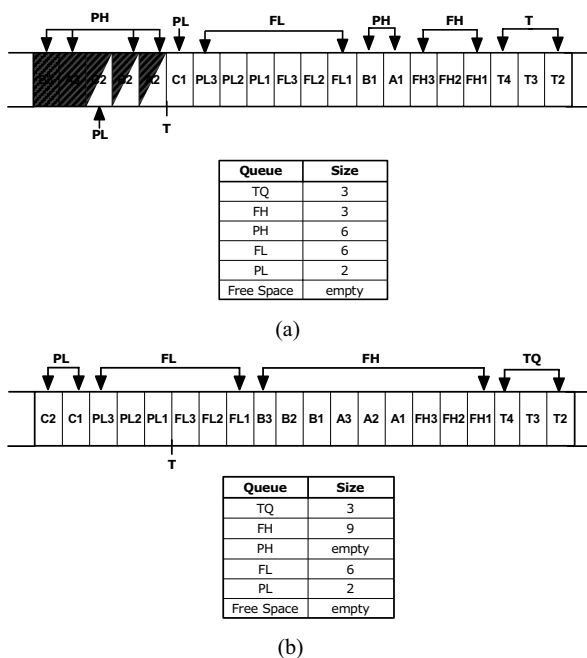 PH PL FL PH FH T
B3 A3 C2 B2 A2 C1 PL3 PL2 PL1 FL3 FL2 FL1 B1 A1 FH3 FH2 FH1 T4 T3 T2
PL T
Queue Size
TQ 3
FH 3
PH 6
FL 6
PL 2
Free Space empty
(a)
PL FL FH TQ
C2 C1 PL3 PL2 PL1 FL3 FL2 FL1 B3 B2 B1 A3 A2 A1 FH3 FH2 FH1 T4 T3 T2
T
Queue Size
TQ 3
FH 9
PH empty
FL 6
PL 2
Free Space empty
(b)